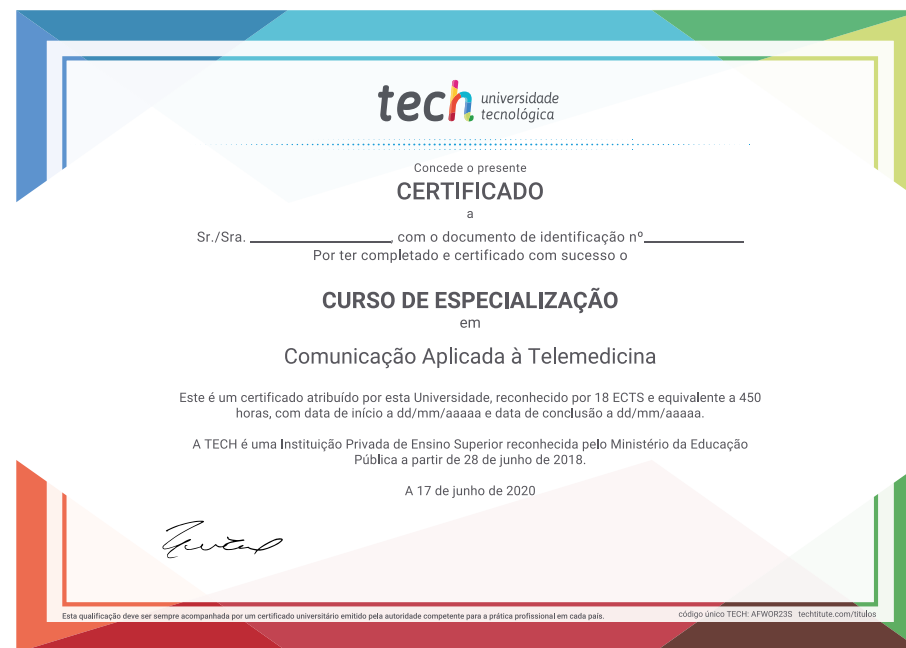 tech universidade
tecnológica
Concede o presente
CERTIFICADO
a
Sr./Sra. ________________, com o documento de identificação nº____________
Por ter completado e certificado com sucesso o
CURSO DE ESPECIALIZAÇÃO
em
Comunicação Aplicada à Telemedicina
Este é um certificado atribuído por esta Universidade, reconhecido por 18 ECTS e equivalente a 450
horas, com data de início a dd/mm/aaaaa e data de conclusão a dd/mm/aaaaa.
A TECH é uma Instituição Privada de Ensino Superior reconhecida pelo Ministério da Educação
Pública a partir de 28 de junho de 2018.
A 17 de junho de 2020
Esta qualificação deve ser sempre acompanhada por um certificado universitário emitido pela autoridade competente para a prática profissional em cada país.
código único TECH: AFWOR23S techtitute.com/titulos